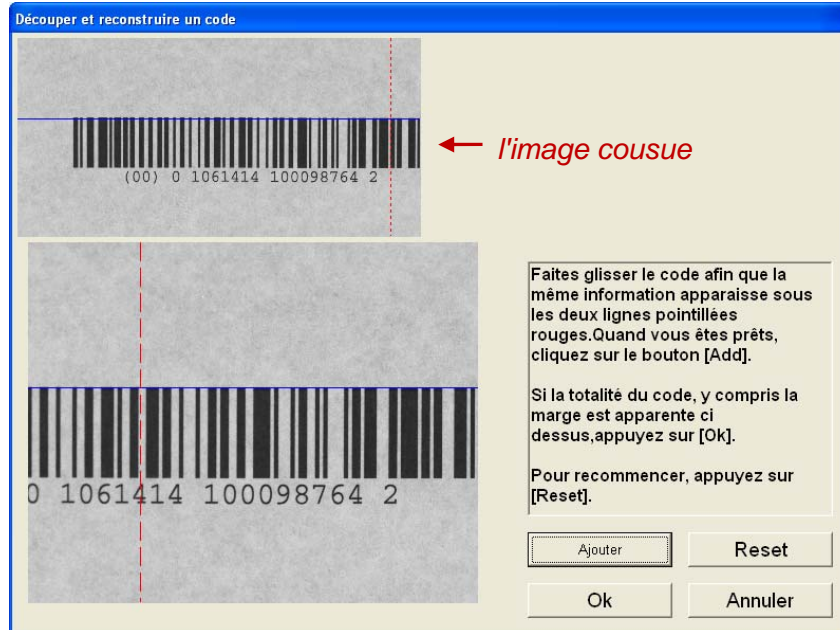 Découper et reconstruire un code
(00) 0 1061414 100098764 2
l'image cousue
0 1061414 100098764 2
Faites glisser le code afin que la
même information apparaisse sous
les deux lignes pointillées
rouges.Quand vous êtes prêts,
cliquez sur le bouton [Add].
Si la totalité du code, y compris la
marge est apparente ci
dessus,appuyez sur [Ok].
Pour recommencer, appuyez sur
[Reset].
Ajouter
Reset
Ok
Annuler